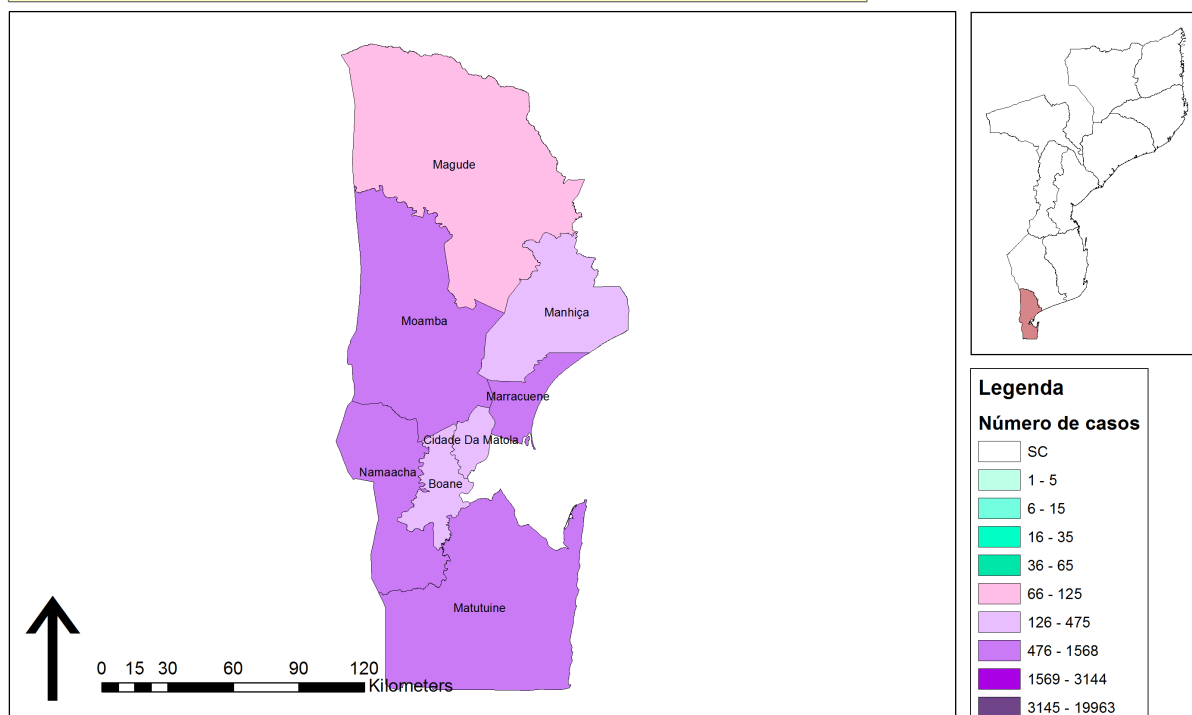 Magude
Manhiça
Moamba
Marracuene
Cidade Da Matola
Namaacha
Boane
Matutuine
0 15 30 60 90 120
Kilometers
Legenda
Número de casos
SC
1 - 5
6 - 15
16 - 35
36 - 65
66 - 125
126 - 475
476 - 1568
1569 - 3144
3145 - 19963